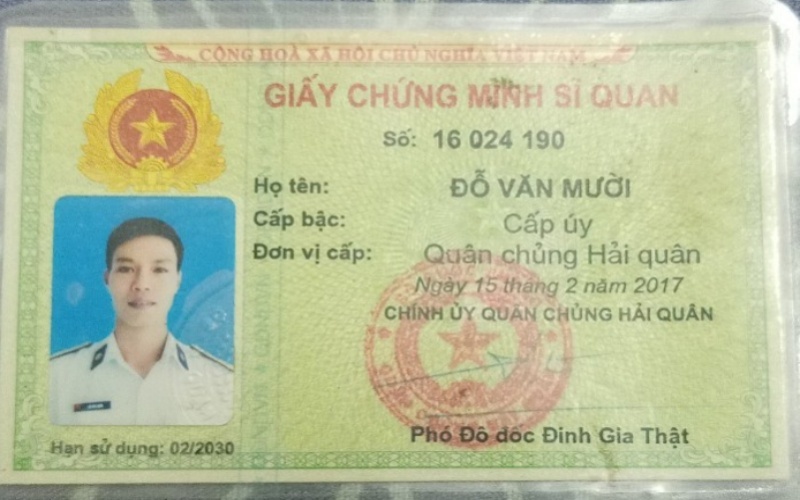 CỘNG HOÀ XÃ HỘI CHỦ NGHĨA VIỆT NAM
GIẤY CHỨNG MINH SĨ QUAN
Số: 16 024 190
Họ tên: ĐỖ VĂN MƯỜI
Cấp bậc: Cấp úy
Đơn vị cấp: Quân chủng Hải quân
Ngày 15 tháng 2 năm 2017
CHÍNH ỦY QUÂN CHỦNG HẢI QUÂN
Phó Đô đốc Đinh Gia Thật
Hạn sử dụng: 02/2030